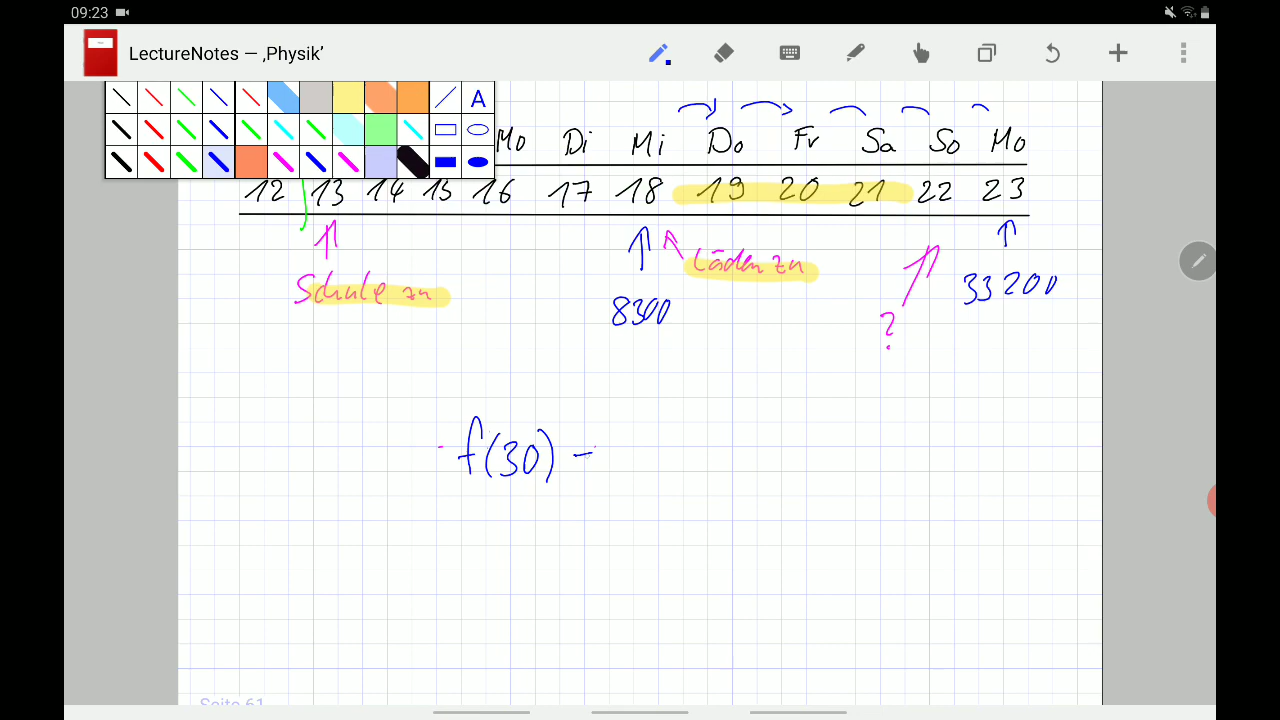 09:23
LectureNotes — ‚Physik’
A
Mo Di Mi Do Fr Sa So Mo
12 13 14 15 16 17 18 19 20 21 22 23
Schule zu
Läden zu
8300
33200
?
f(30) -
Seite 61